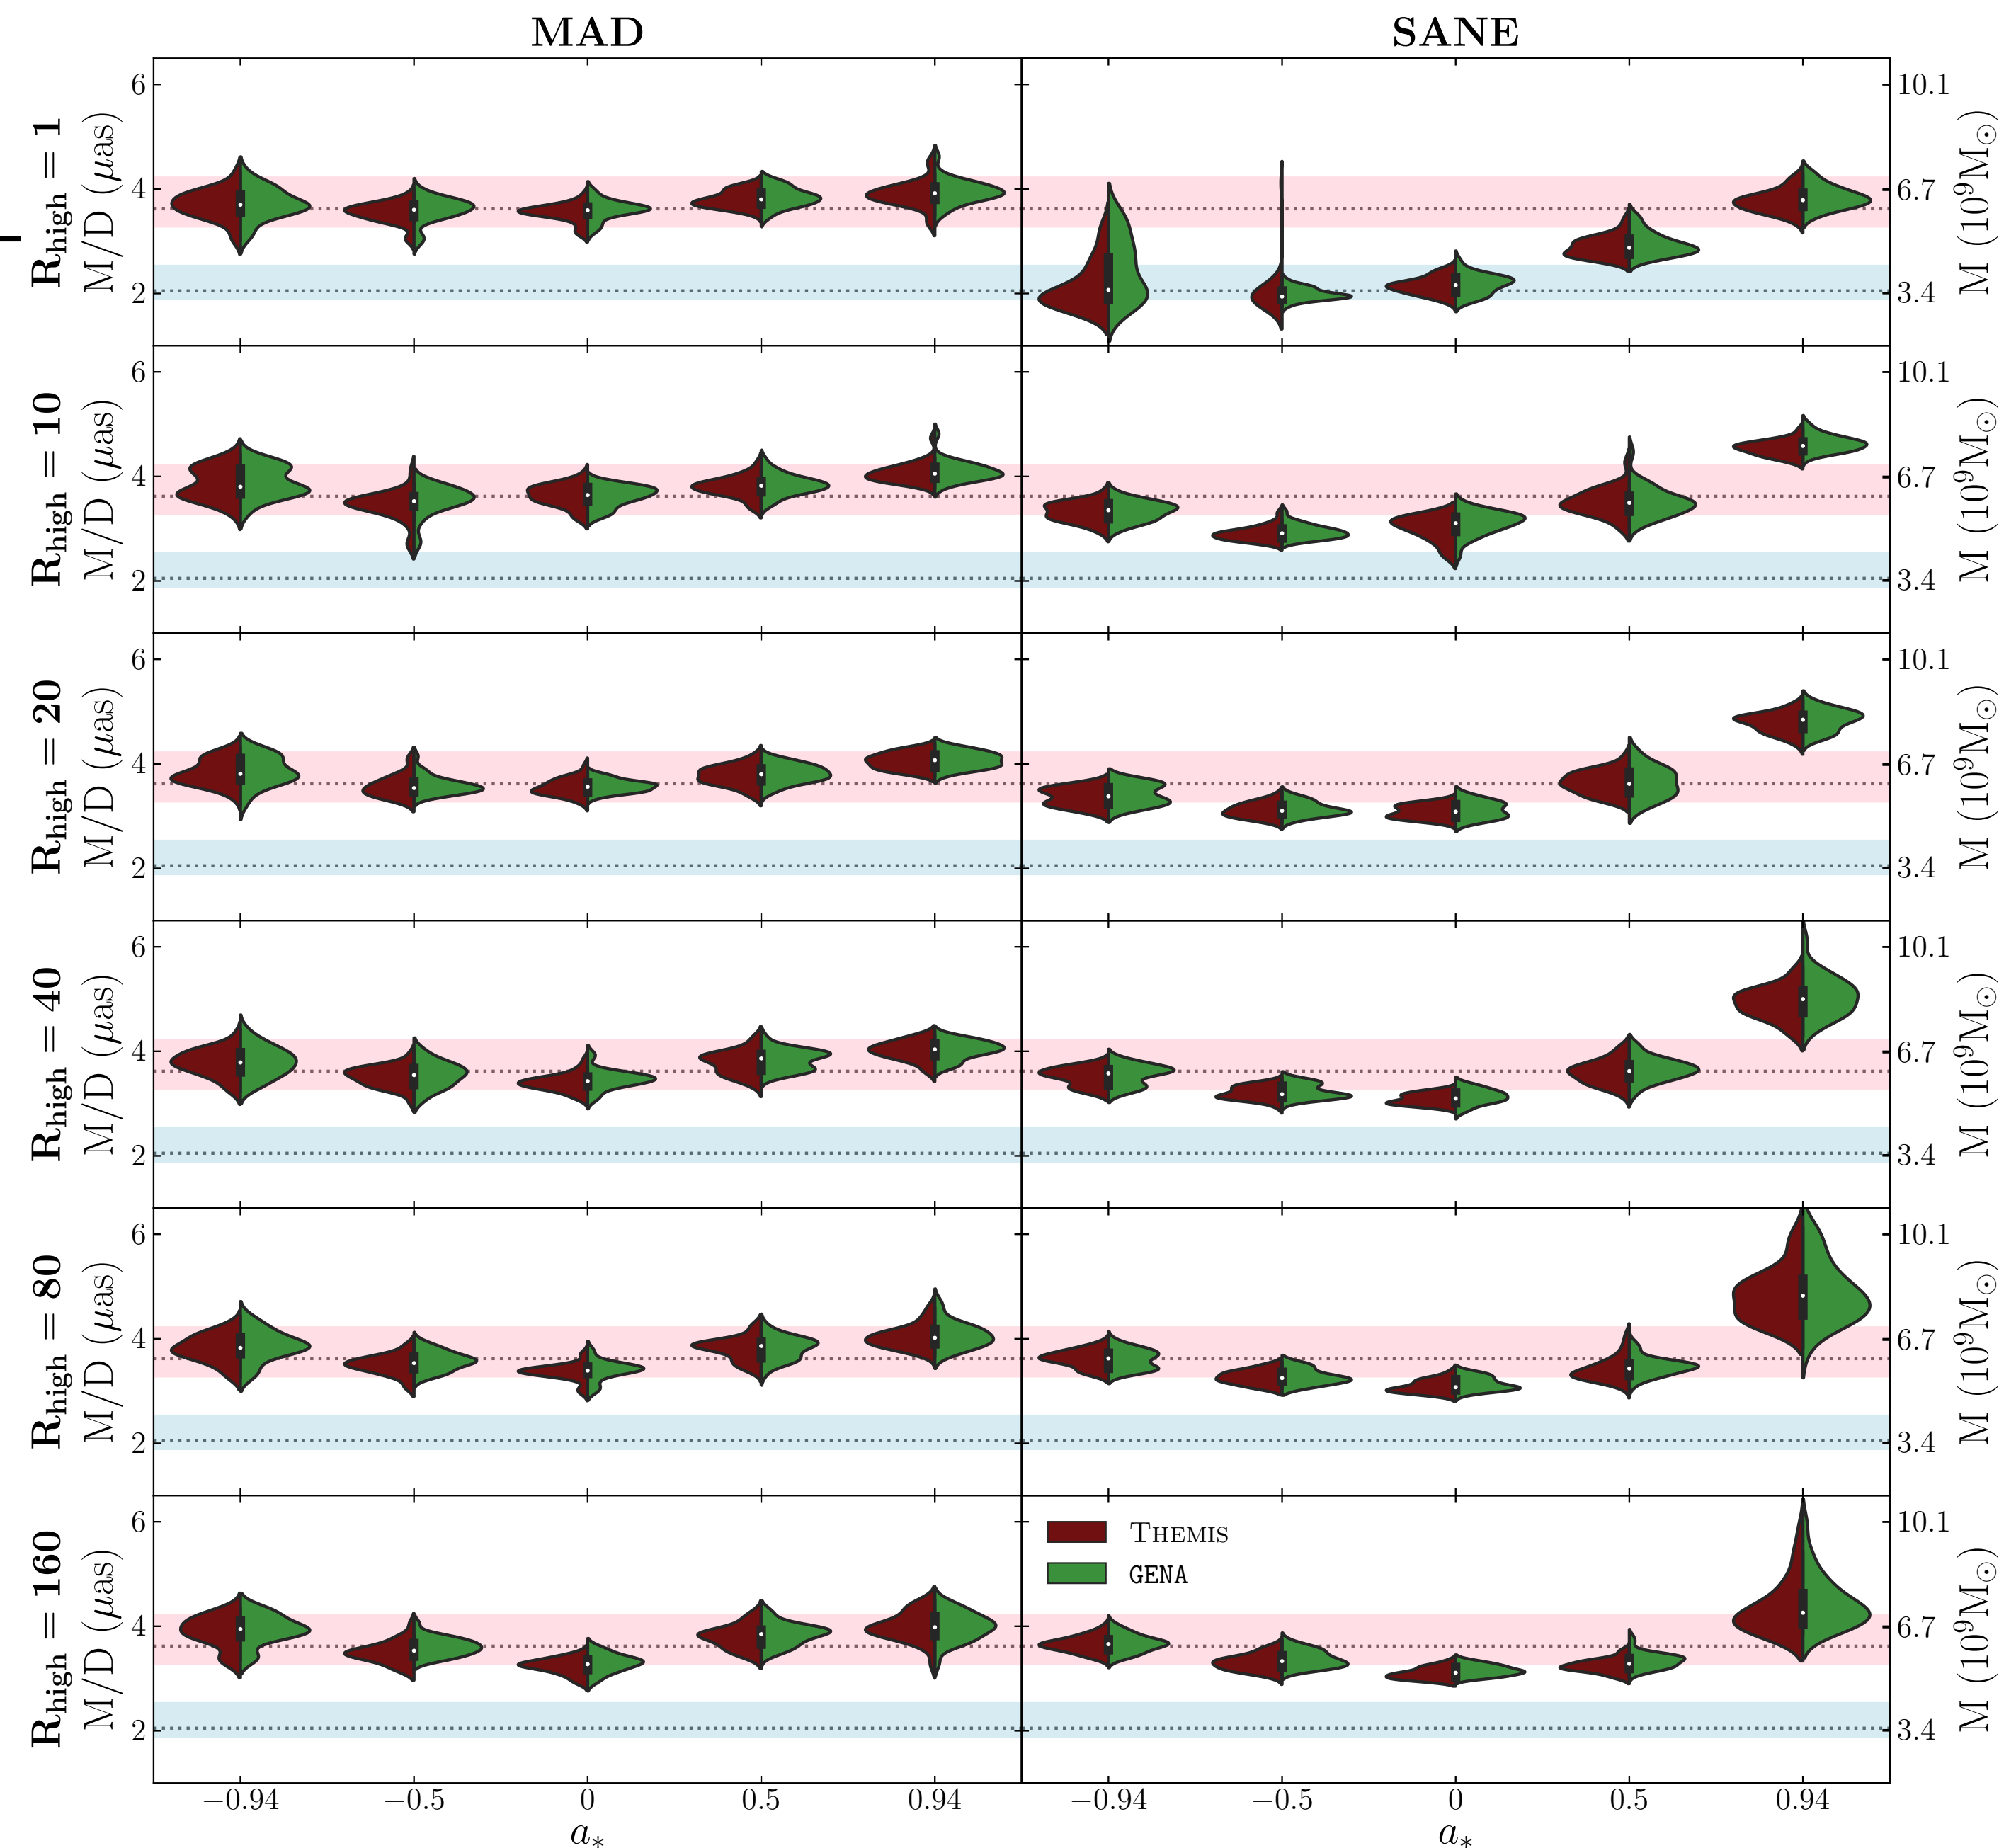 MAD SANE
R_high = 1 M/D (μas) 6 4 2 10.1 6.7 3.4 M (10^9 M_⊙)
R_high = 10 M/D (μas) 6 4 2 10.1 6.7 3.4 M (10^9 M_⊙)
R_high = 20 M/D (μas) 6 4 2 10.1 6.7 3.4 M (10^9 M_⊙)
R_high = 40 M/D (μas) 6 4 2 10.1 6.7 3.4 M (10^9 M_⊙)
R_high = 80 M/D (μas) 6 4 2 10.1 6.7 3.4 M (10^9 M_⊙)
R_high = 160 M/D (μas) 6 4 2 10.1 6.7 3.4 M (10^9 M_⊙)
THEMIS
GENA
−0.94 −0.5 0 0.5 0.94 −0.94 −0.5 0 0.5 0.94
a_* a_*